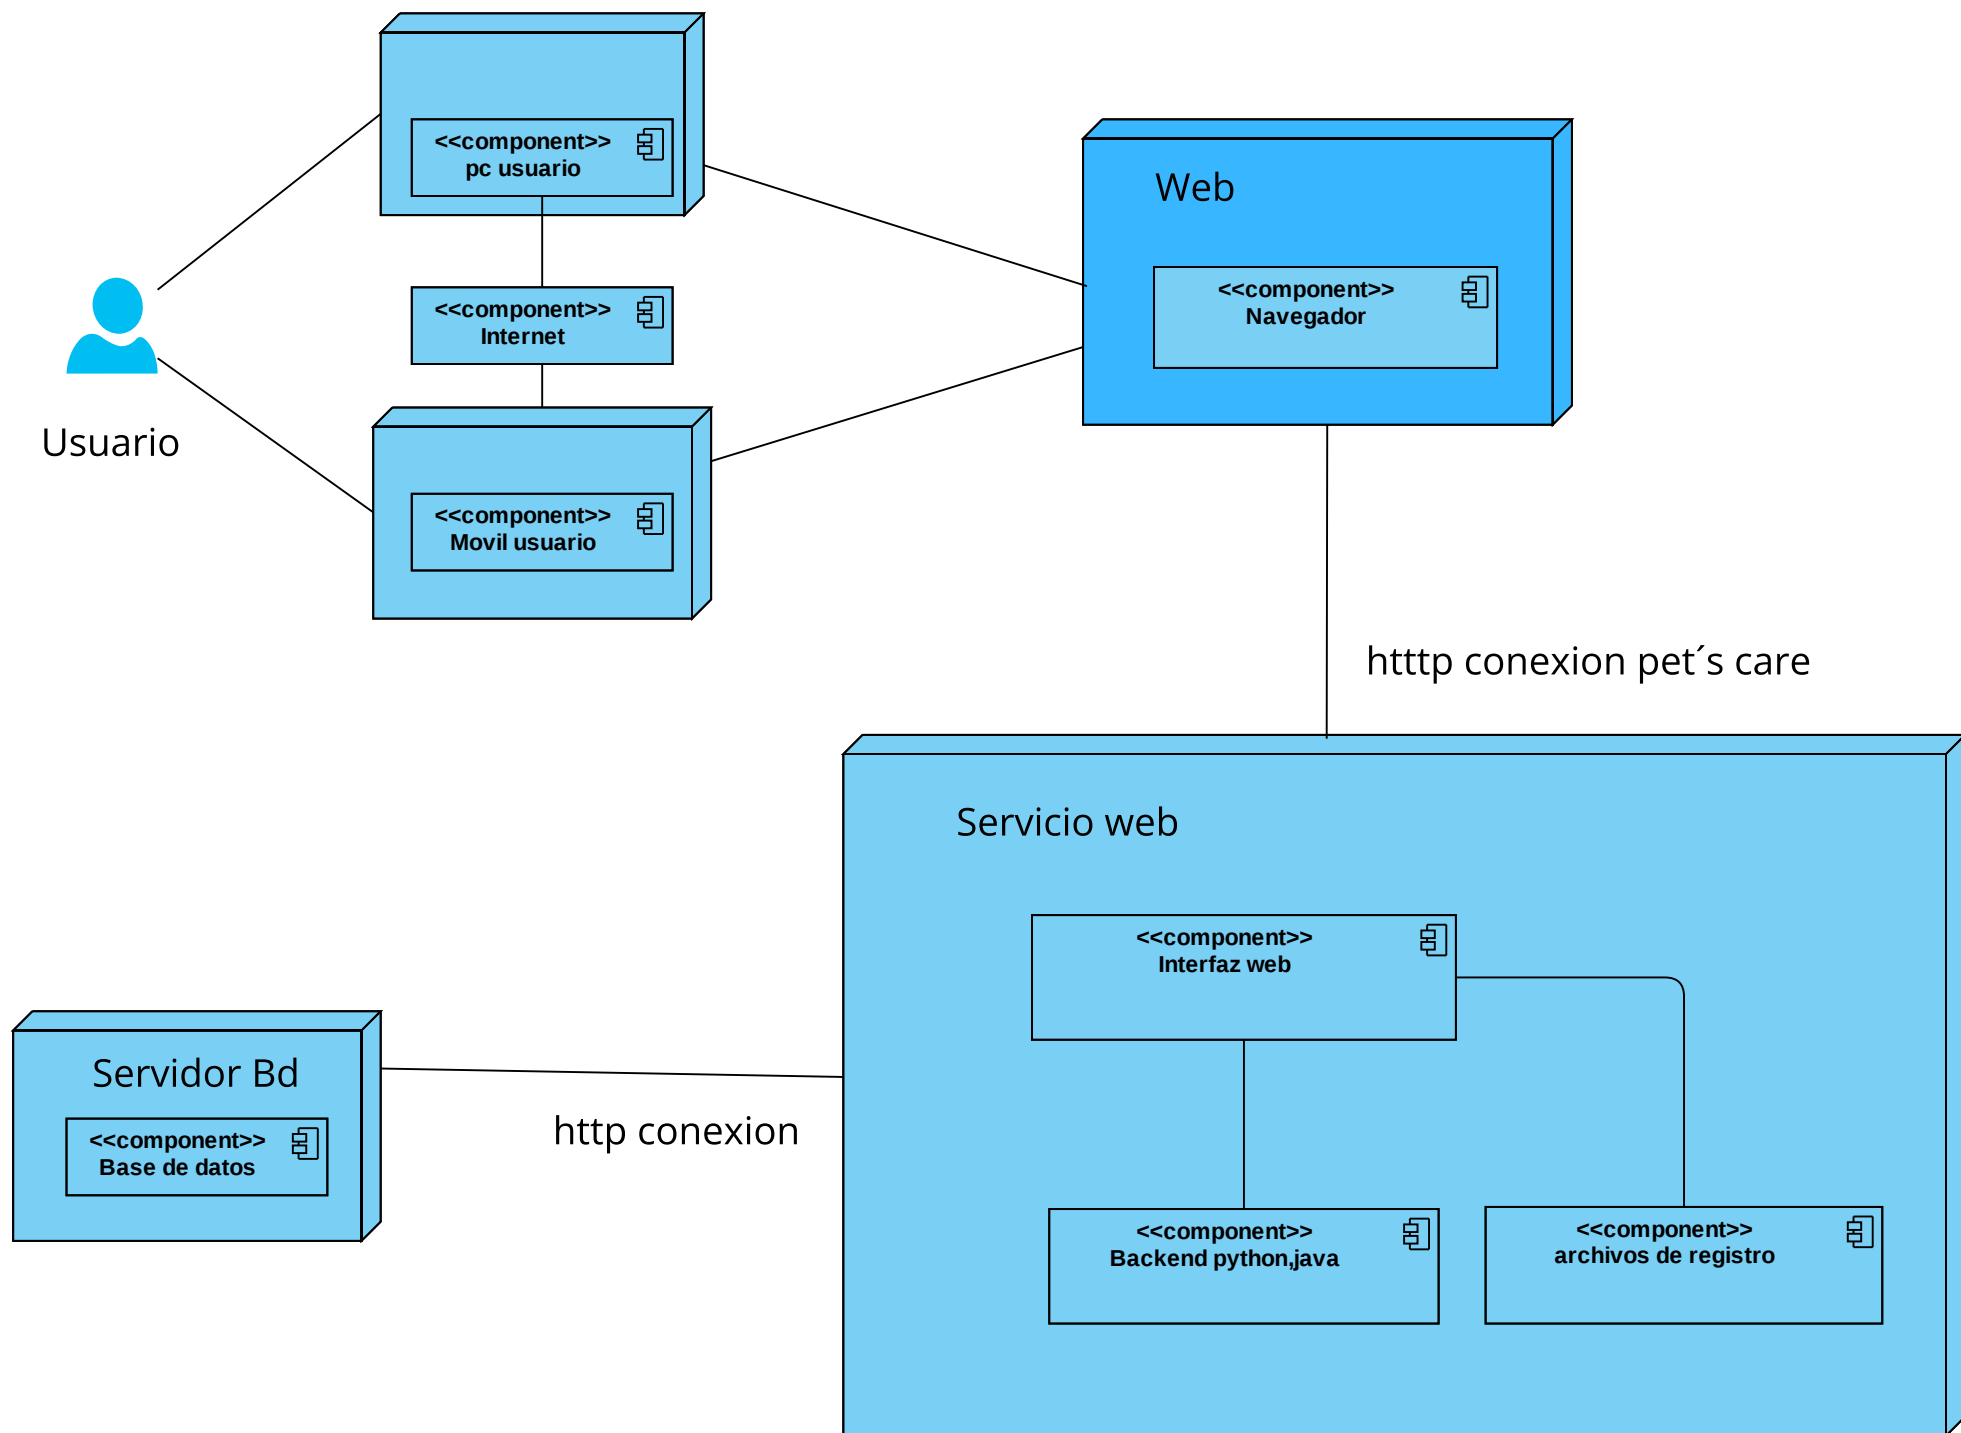 <<component>>
pc usuario
Web
<<component>>
Navegador
<<component>>
Internet
Usuario
<<component>>
Movil usuario
htttp conexion pet´s care
Servicio web
<<component>>
Interfaz web
Servidor Bd
<<component>>
Base de datos
http conexion
<<component>>
Backend python,java
<<component>>
archivos de registro